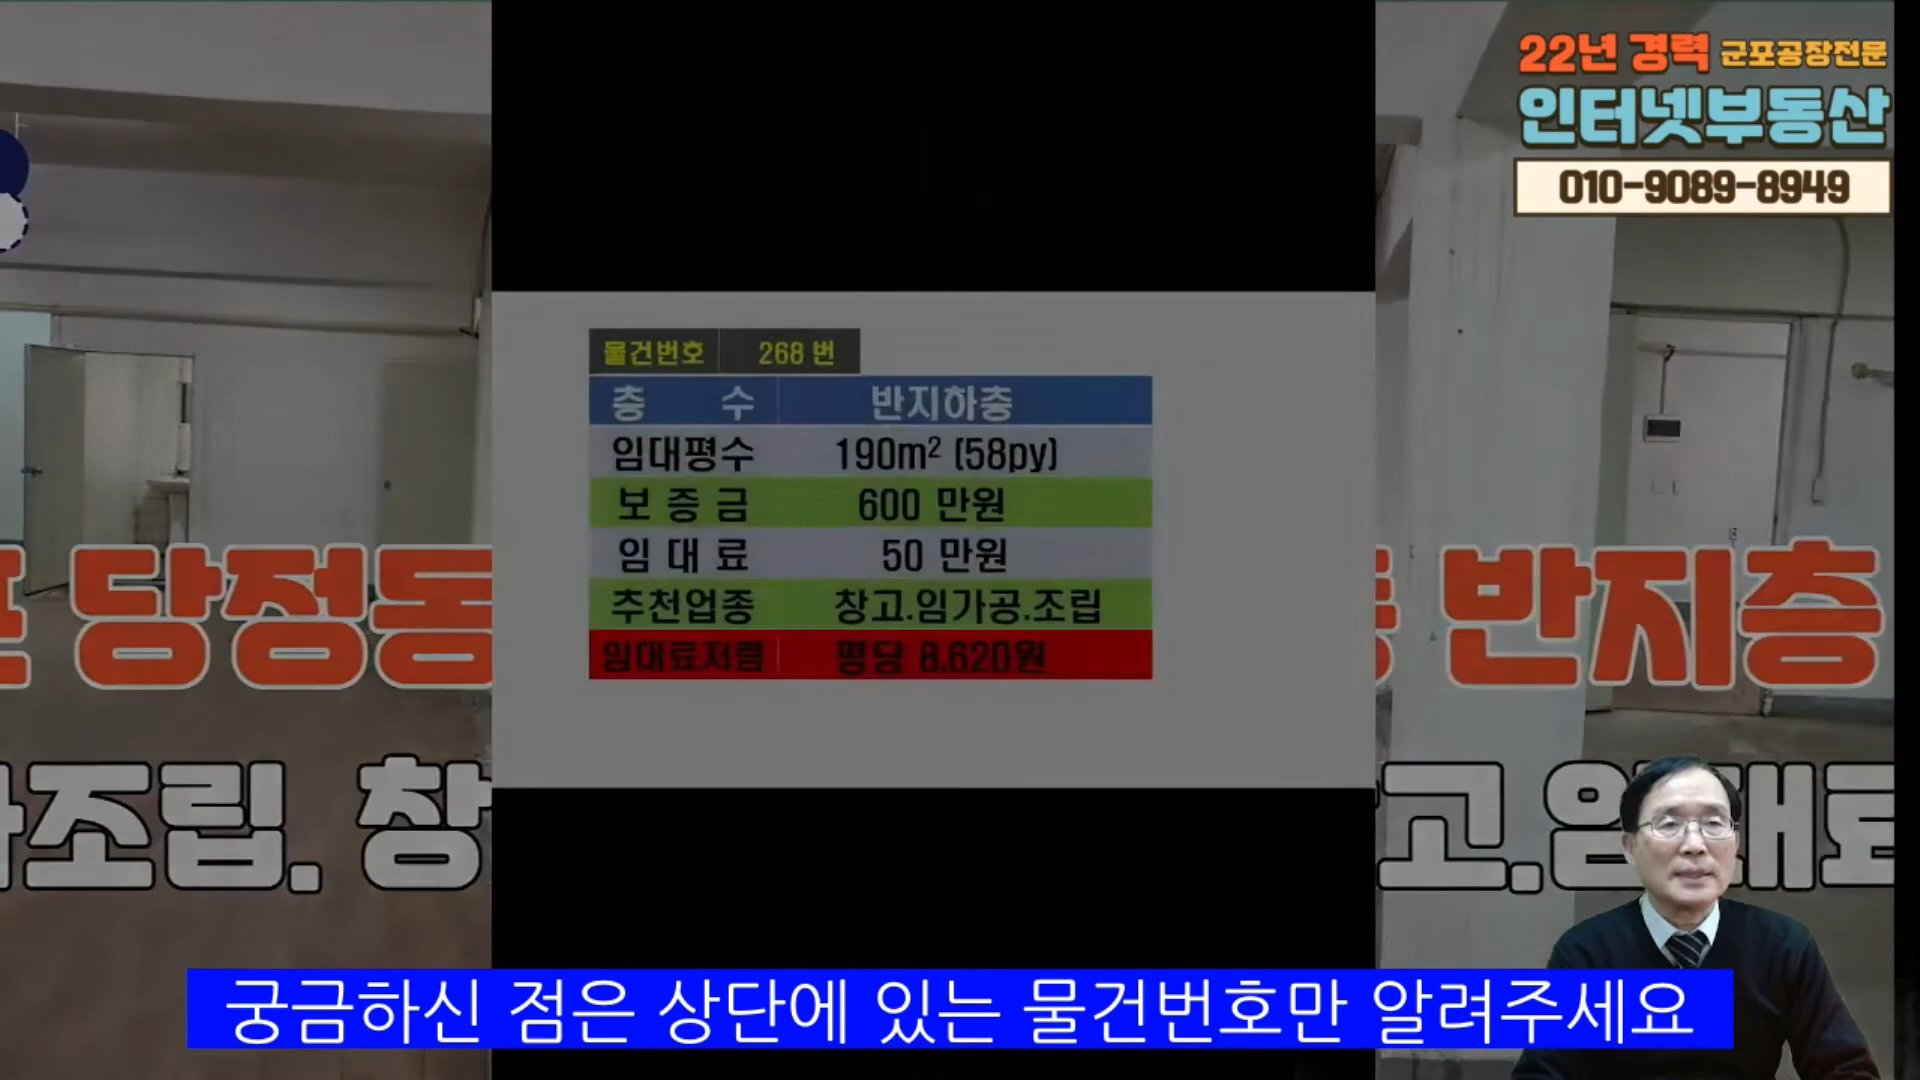 22년 경력 군포공장전문
인터넷부동산
010-9089-8949
물건번호 268 번
층 수 반지하층
임대평수 190m² (58py)
보 증 금 600 만원
임 대 료 50 만원
추천업종 창고.임가공.조립
임대료저렴 평당 8.620원
당정동
반지층
조립. 창
고.임대료
궁금하신 점은 상단에 있는 물건번호만 알려주세요